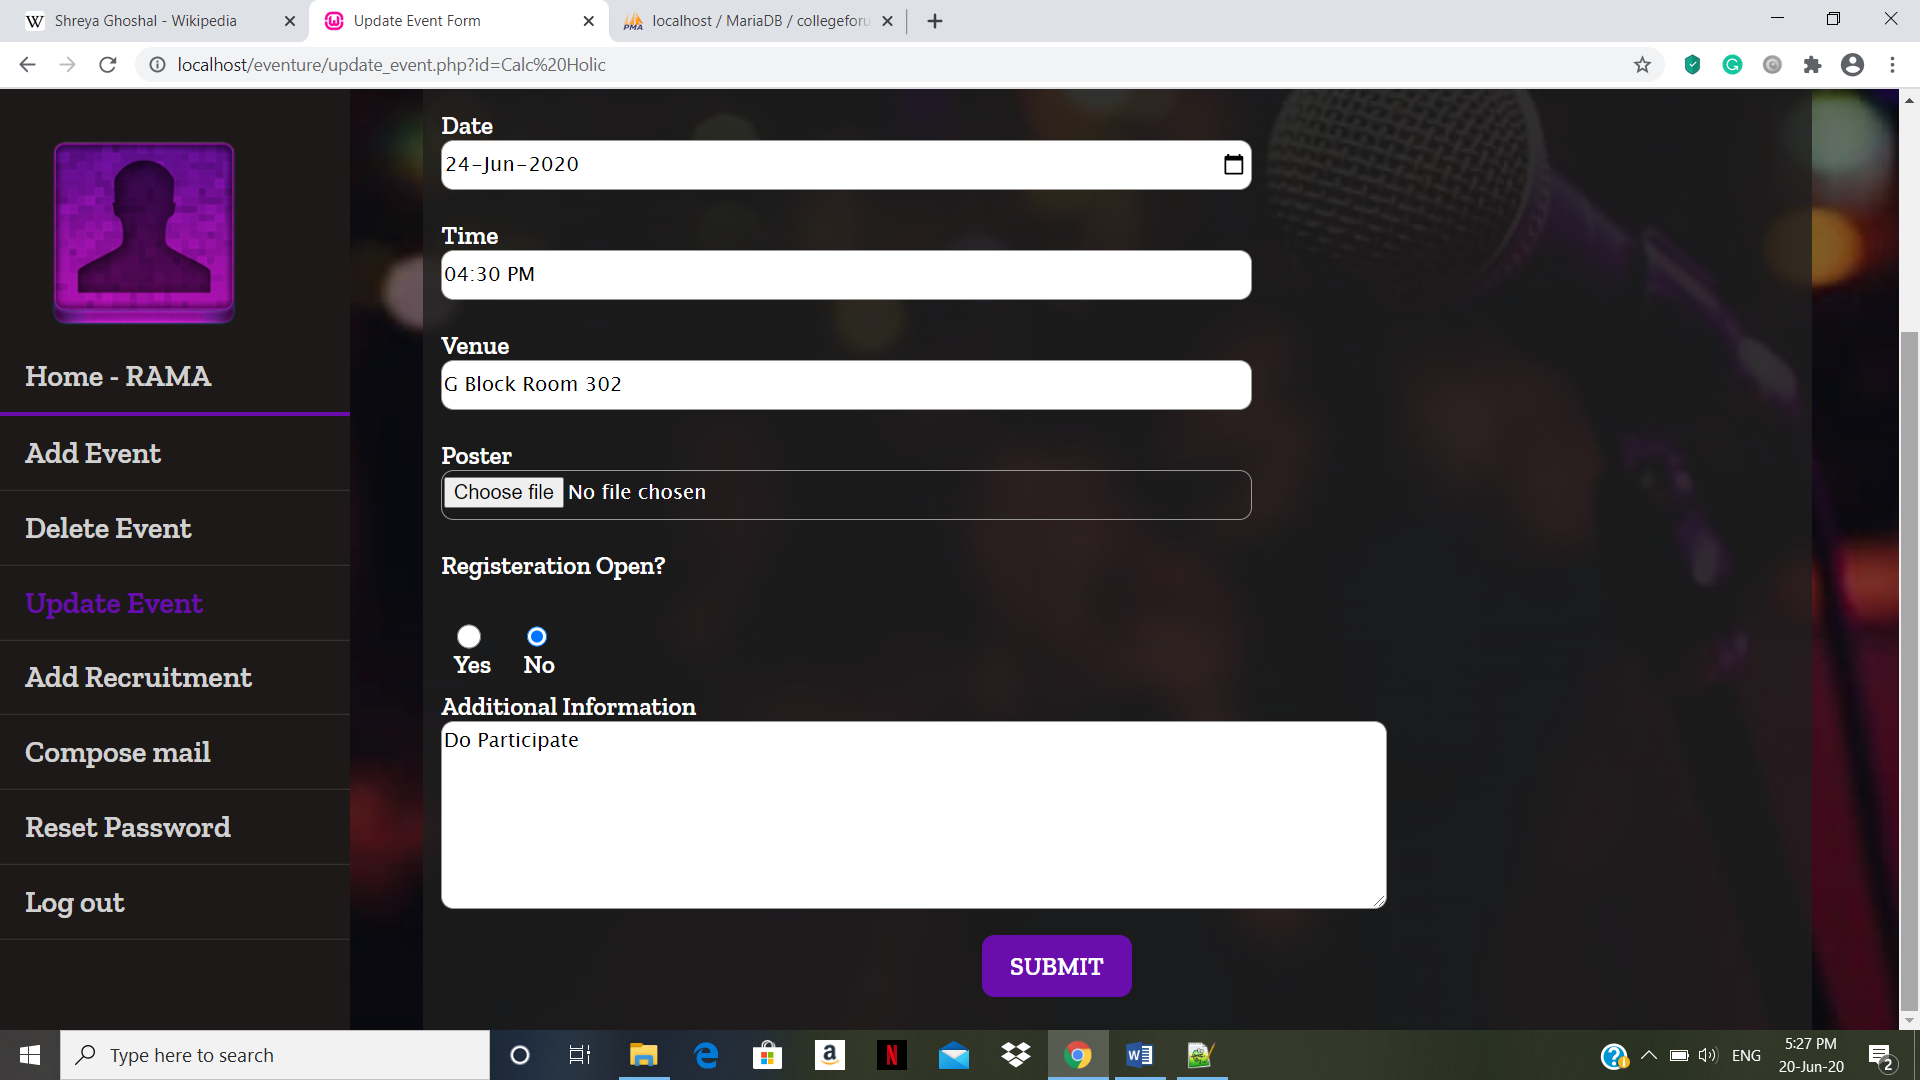 Shreya Ghoshal - Wikipedia
Update Event Form
localhost / MariaDB / collegeforu
localhost/eventure/update_event.php?id=Calc%20Holic
Home - RAMA
Add Event
Delete Event
Update Event
Add Recruitment
Compose mail
Reset Password
Log out
Date
24-Jun-2020
Time
04:30 PM
Venue
G Block Room 302
Poster
Choose file No file chosen
Registeration Open?
Yes No
Additional Information
Do Participate
SUBMIT
Type here to search
ENG
5:27 PM
20-Jun-20
2